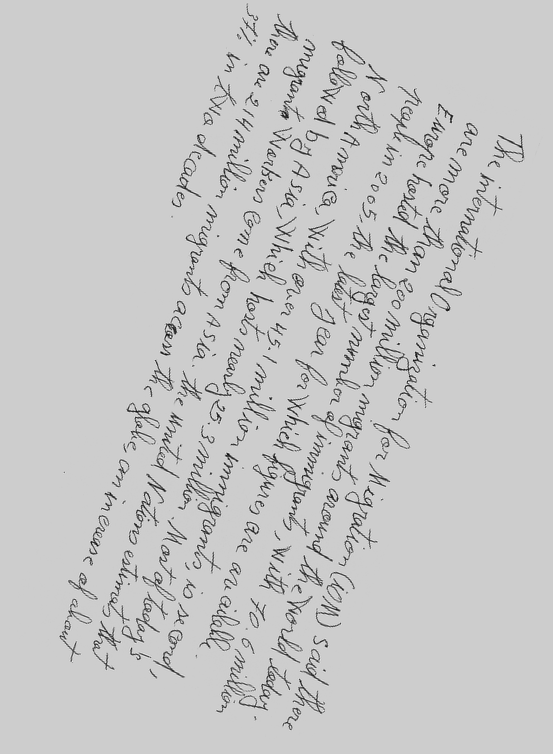 The international Organization for Migration (IOM) said there
are more than 200 million migrants around the world today.
Europe hosted the largest number of immigrants, with 70.6 million
people in 2005, the last year for which figures are available.
North America, with over 45.1 million immigrants, is second,
followed by Asia, which hosts nearly 25.3 million. Most of today's
migrant workers come from Asia. the United Nations estimates that
there are 214 million migrants across the globe, an increase of about
37% in two decades.